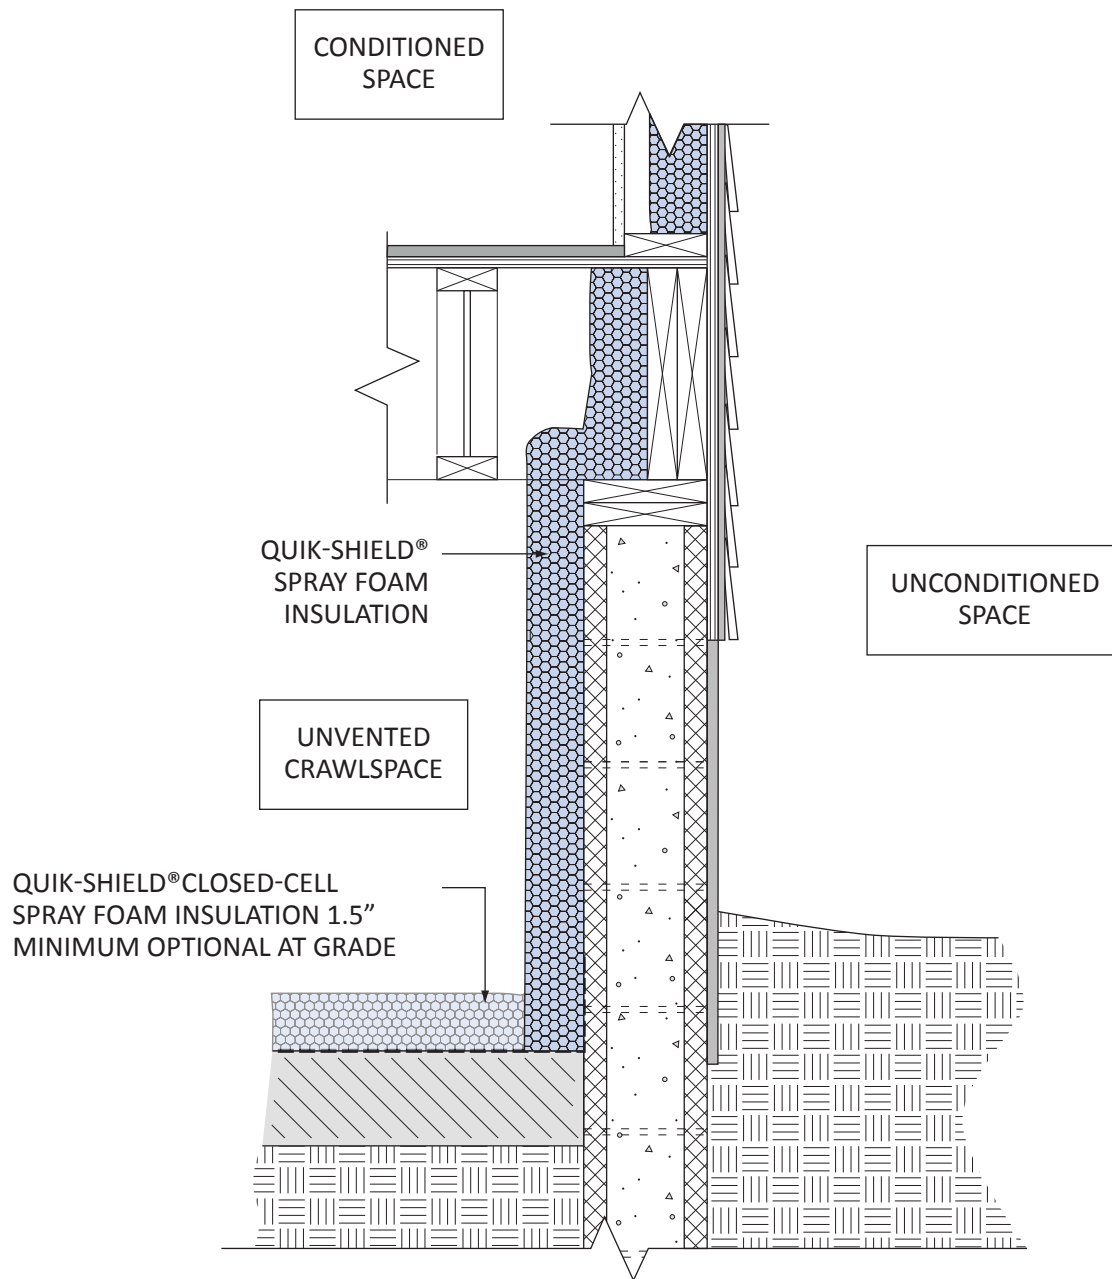 CONDITIONED
SPACE
QUIK-SHIELD®
SPRAY FOAM
INSULATION
UNCONDITIONED
SPACE
UNVENTED
CRAWLSPACE
QUIK-SHIELD®CLOSED-CELL
SPRAY FOAM INSULATION 1.5”
MINIMUM OPTIONAL AT GRADE